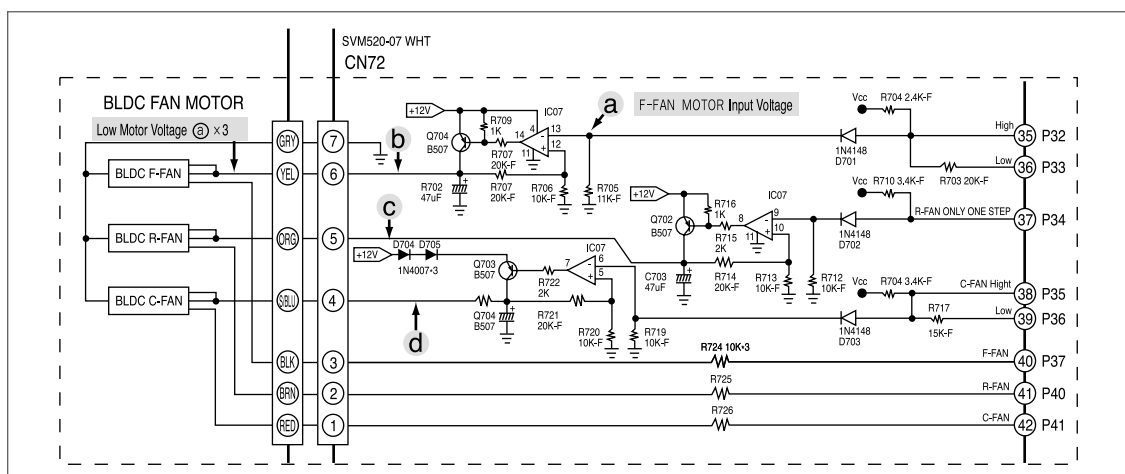 SVM520-07 WHT
CN72
BLDC FAN MOTOR
Low Motor Voltage ⓐ ×3
GRY
YEL
ORG
S/BLU
BLK
BRN
RED
7
6
5
4
3
2
1
BLDC F-FAN
BLDC R-FAN
BLDC C-FAN
+12V
R709
1K
IC07
4
14
13
12
11
Q704
B507
R707
20K-F
R707
20K-F
R702
47uF
R706
10K-F
R705
11K-F
a
F-FAN MOTOR Input Voltage
b
c
d
Vcc
R704 2.4K-F
1N4148
D701
High
35 P32
Low
36 P33
R703 20K-F
+12V
R716
1K
IC07
Q702
B507
8
9
10
11
R715
2K
R714
20K-F
C703
47uF
R713
10K-F
R712
10K-F
Vcc
R710 3.4K-F
1N4148
D702
R-FAN ONLY ONE STEP
37 P34
+12V
D704
D705
1N4007*3
Q703
B507
IC07
7
6
5
R722
2K
Q704
B507
R721
20K-F
R720
10K-F
R719
10K-F
Vcc
R704 3.4K-F
1N4148
D703
C-FAN Hight
38 P35
Low
39 P36
R717
15K-F
R724 10K*3
F-FAN
40 P37
R725
R-FAN
41 P40
R726
C-FAN
42 P41